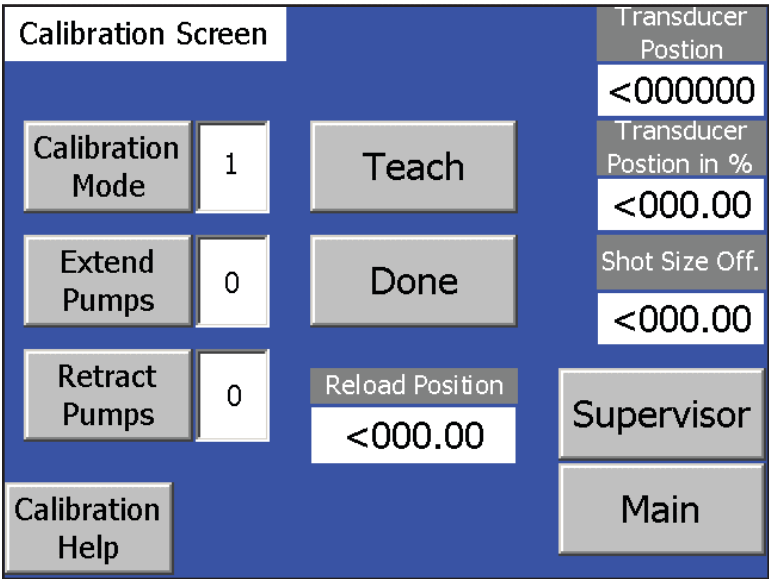 Calibration Screen
Transducer
Postion
<000000
Calibration
Mode
1
Teach
Transducer
Postion in %
<000.00
Extend
Pumps
0
Done
Shot Size Off.
<000.00
Retract
Pumps
0
Reload Position
<000.00
Supervisor
Calibration
Help
Main